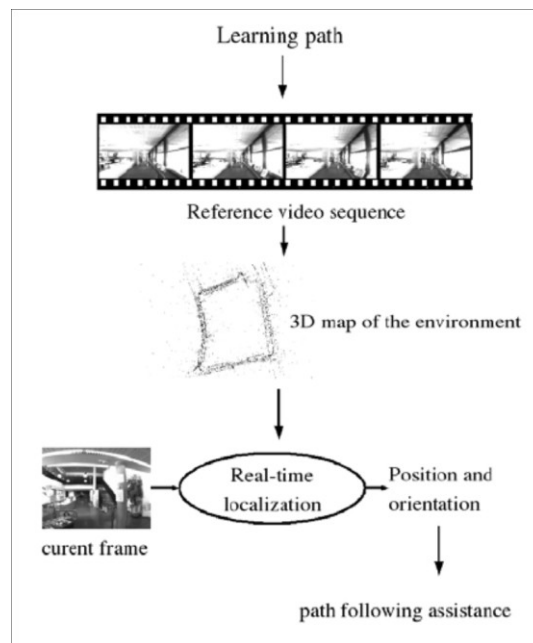 Learning path
Reference video sequence
3D map of the environment
Real-time
localization
Position and
orientation
curent frame
path following assistance